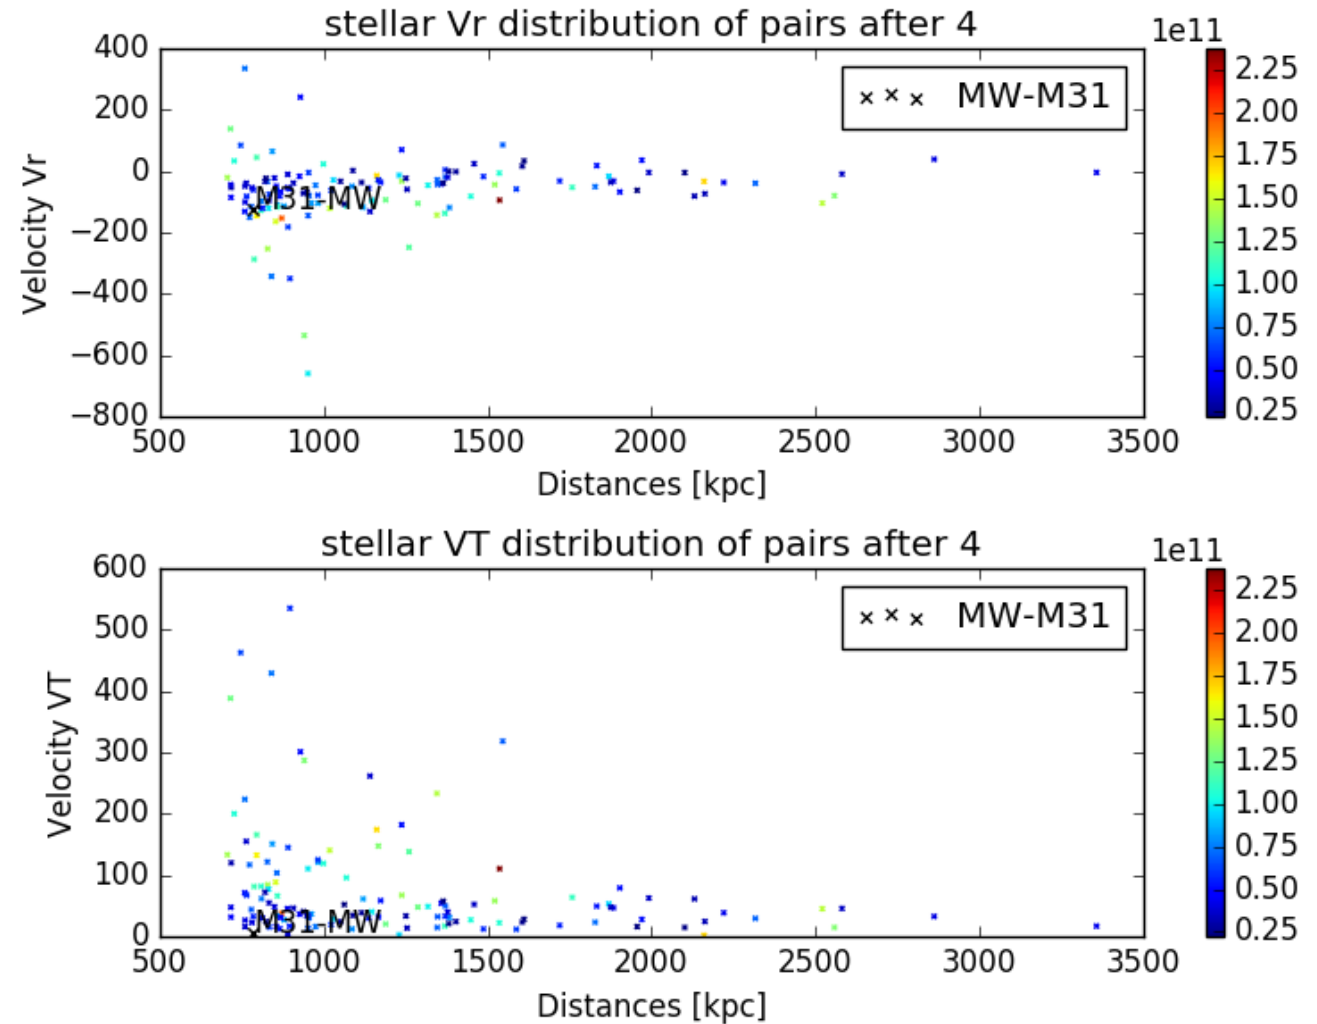 stellar Vr distribution of pairs after 4
1e11
400
200
0
−200
−400
−600
−800
Velocity Vr
MW-M31
M31-MW
2.25
2.00
1.75
1.50
1.25
1.00
0.75
0.50
0.25
500 1000 1500 2000 2500 3000 3500
Distances [kpc]
stellar VT distribution of pairs after 4
1e11
600
500
400
300
200
100
0
Velocity VT
MW-M31
M31-MW
2.25
2.00
1.75
1.50
1.25
1.00
0.75
0.50
0.25
500 1000 1500 2000 2500 3000 3500
Distances [kpc]